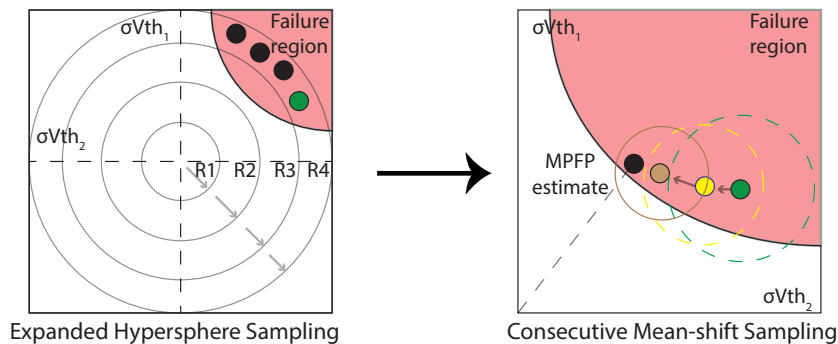 σVth1
Failure
region
σVth2
R1 R2 R3 R4
Expanded Hypersphere Sampling
σVth1
Failure
region
MPFP
estimate
σVth2
Consecutive Mean-shift Sampling